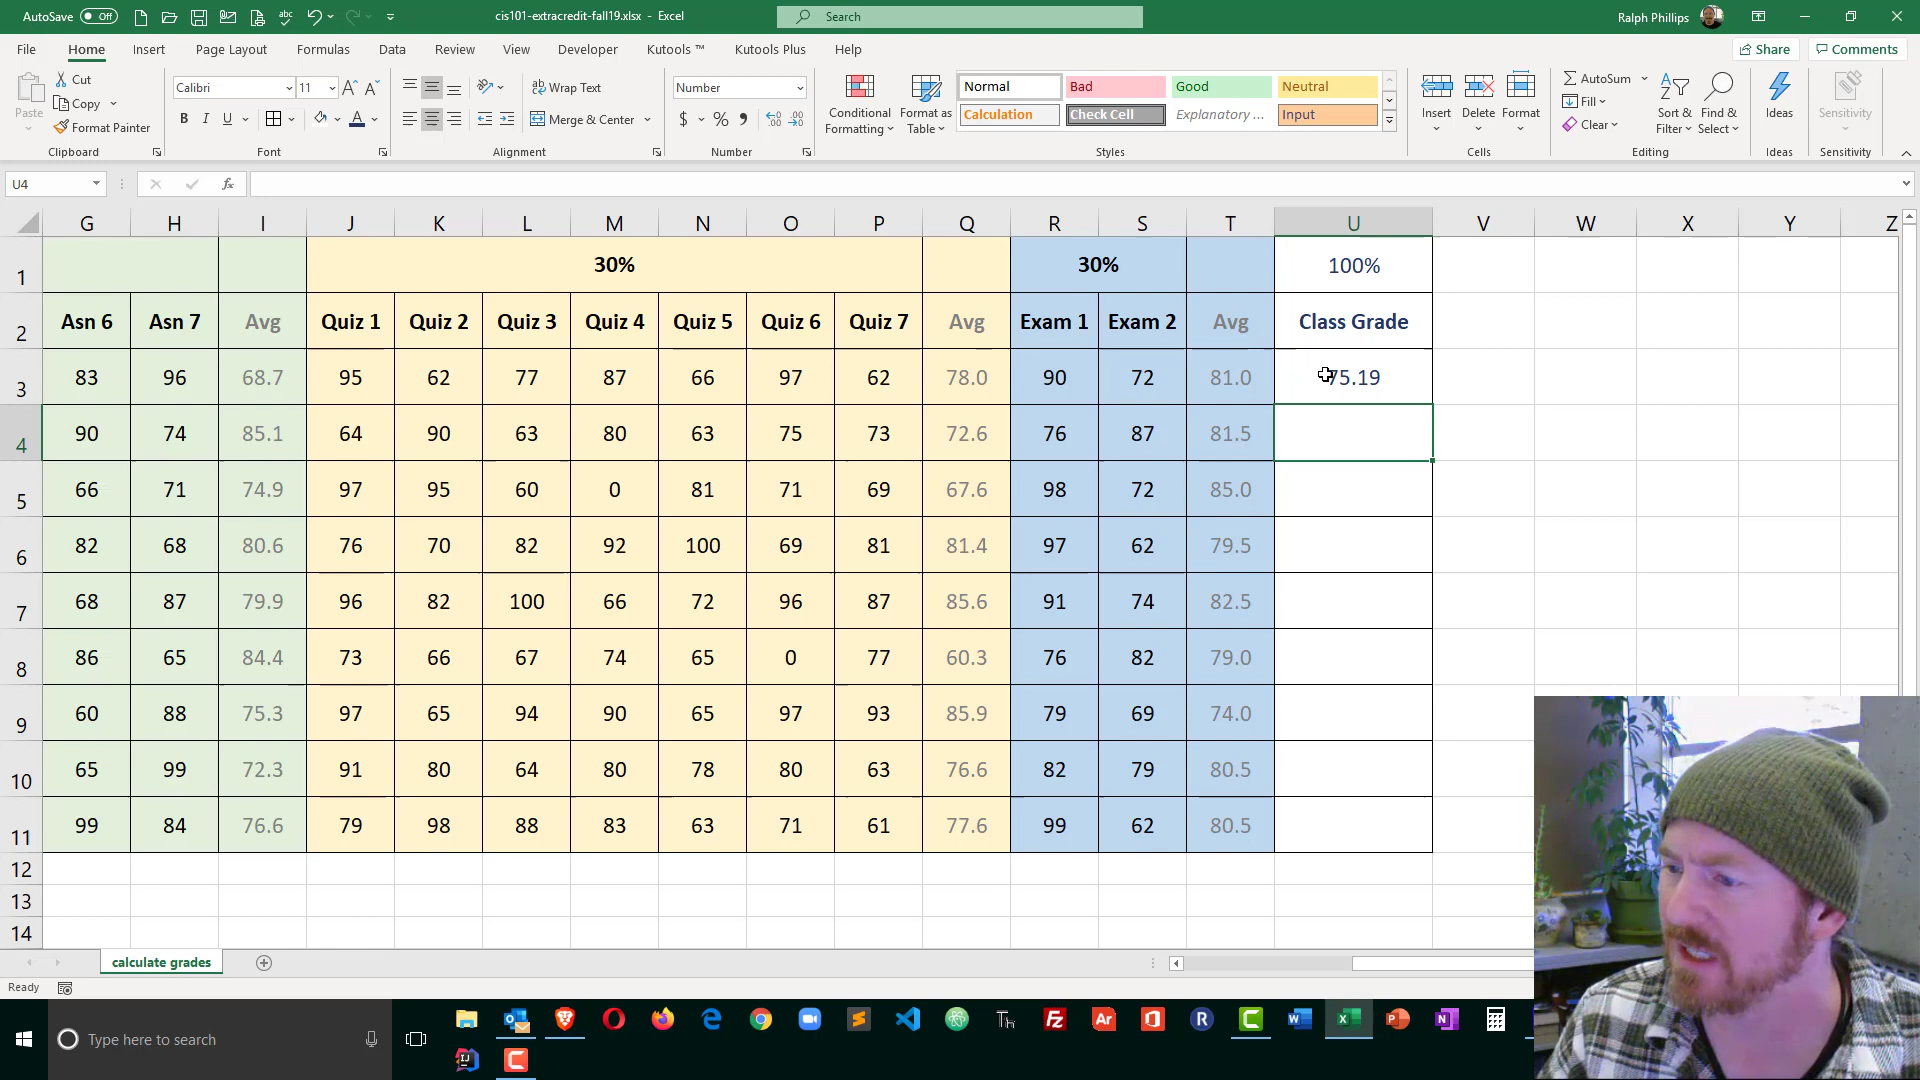 AutoSave Off
cis101-extracredit-fall19.xlsx - Excel
Search
Ralph Phillips
File Home Insert Page Layout Formulas Data Review View Developer Kutools ™ Kutools Plus Help
Share Comments
Paste
Cut
Copy
Format Painter
Clipboard
Calibri 11
B I U
Font
Wrap Text
Merge & Center
Alignment
Number
$ %
Number
Conditional Formatting
Format as Table
Normal Bad Good Neutral
Calculation Check Cell Explanatory ... Input
Styles
Insert Delete Format
Cells
AutoSum
Fill
Clear
Sort & Filter
Find & Select
Editing
Ideas
Ideas
Sensitivity
Sensitivity
U4
fx
G H I J K L M N O P Q R S T U V W X Y Z
1 30% 30% 100%
2 Asn 6 Asn 7 Avg Quiz 1 Quiz 2 Quiz 3 Quiz 4 Quiz 5 Quiz 6 Quiz 7 Avg Exam 1 Exam 2 Avg Class Grade
3 83 96 68.7 95 62 77 87 66 97 62 78.0 90 72 81.0 75.19
4 90 74 85.1 64 90 63 80 63 75 73 72.6 76 87 81.5
5 66 71 74.9 97 95 60 0 81 71 69 67.6 98 72 85.0
6 82 68 80.6 76 70 82 92 100 69 81 81.4 97 62 79.5
7 68 87 79.9 96 82 100 66 72 96 87 85.6 91 74 82.5
8 86 65 84.4 73 66 67 74 65 0 77 60.3 76 82 79.0
9 60 88 75.3 97 65 94 90 65 97 93 85.9 79 69 74.0
10 65 99 72.3 91 80 64 80 78 80 63 76.6 82 79 80.5
11 99 84 76.6 79 98 88 83 63 71 61 77.6 99 62 80.5
12
13
14
calculate grades
Ready
Type here to search